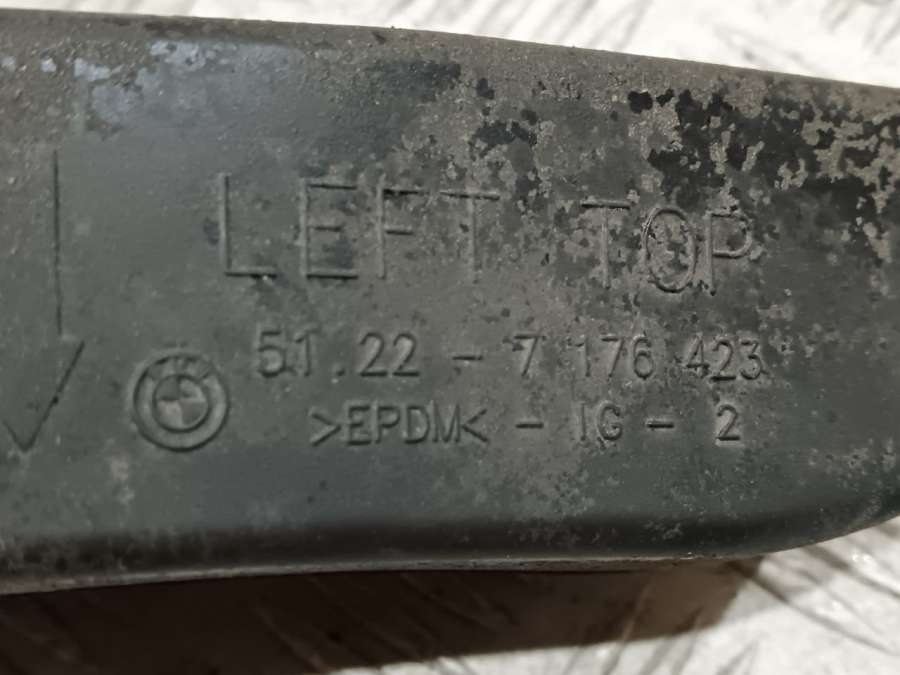 LEFT TOP
51.22 - 7 176 423
>EPDM< - IG - 2